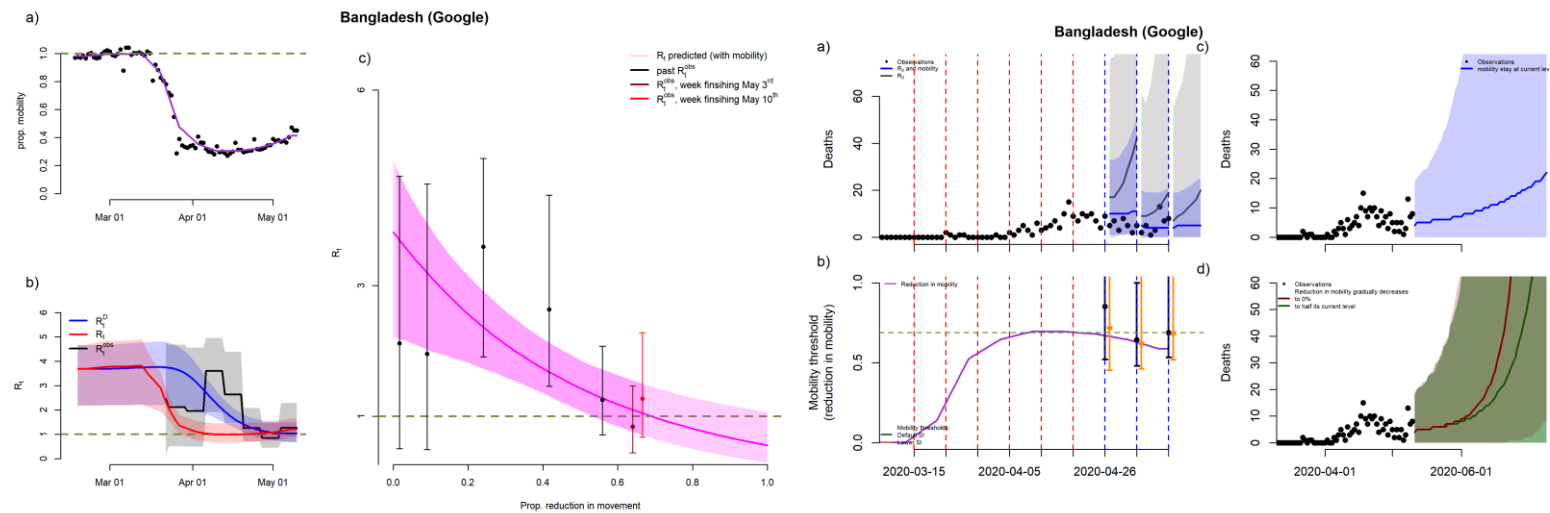 Bangladesh (Google)
a)
prop. mobility
0.0
0.2
0.4
0.6
0.8
1.0
Mar 01
Apr 01
May 01
b)
R_t
1
2
3
4
5
6
R_t^D
R_t
R_t^obs
Mar 01
Apr 01
May 01
c)
R_t predicted (with mobility)
past R_t^obs
R_t^obs, week finsihing May 3rd
R_t^obs, week finsihing May 10th
R_t
6
3
1
0.0
0.2
0.4
0.6
0.8
1.0
Prop. reduction in movement
Bangladesh (Google)
a)
Observations
R_0 and mobility
R_0
Deaths
0
20
40
60
b)
Reduction in mobility
Mobility threshold
(reduction in mobility)
0.0
0.5
1.0
Mobility thresholds
Default SI
Lower SI
2020-03-15
2020-04-05
2020-04-26
c)
Observations
mobility stay at current leve
Deaths
0
10
20
30
40
50
60
d)
Observations
Reduction in mobility gradually decreases
to 0%
to half its current level
Deaths
0
10
20
30
40
50
60
2020-04-01
2020-06-01